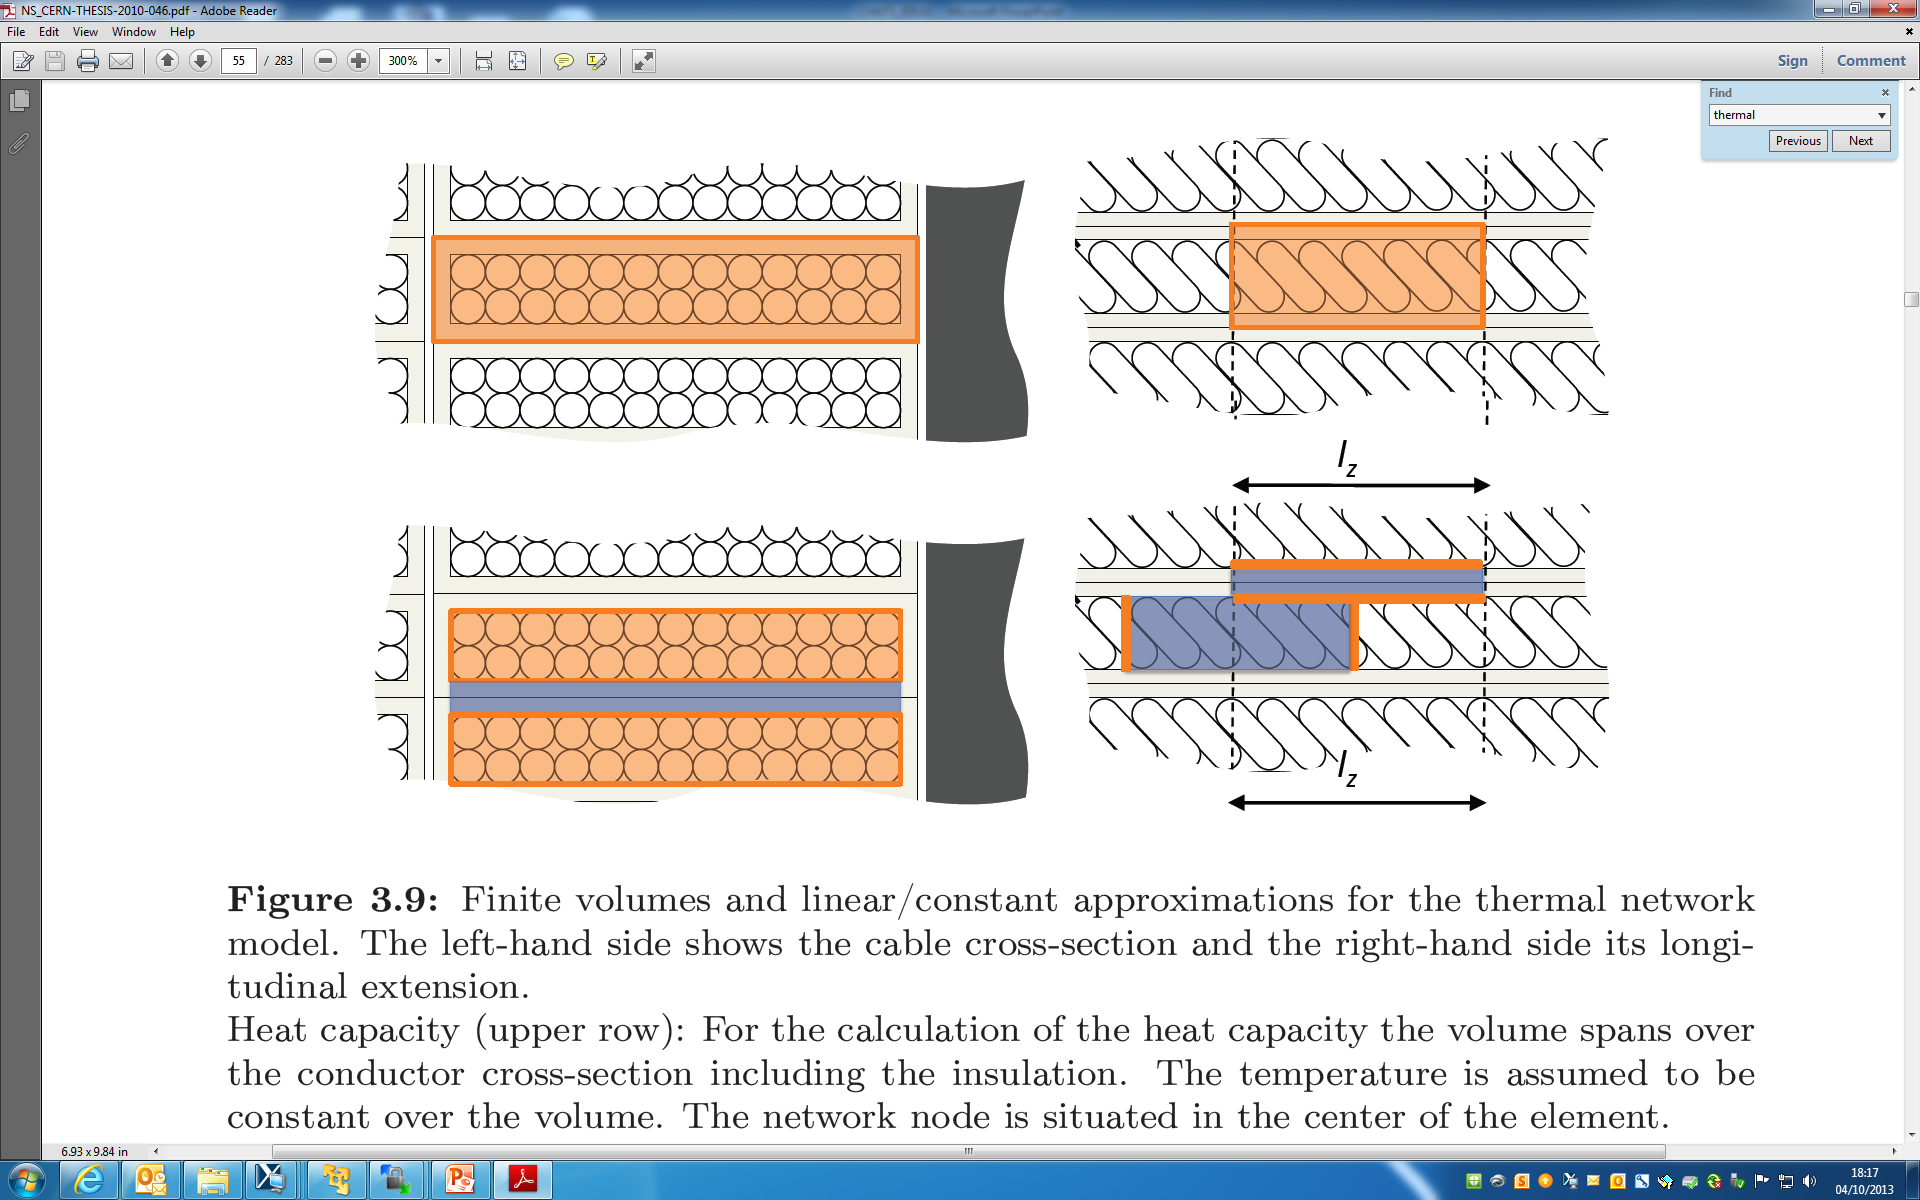 NS_CERN-THESIS-2010-046.pdf - Adobe Reader
File Edit View Window Help
55 / 283 300% Sign Comment
Find
thermal
Previous Next
lz
lz
Figure 3.9: Finite volumes and linear/constant approximations for the thermal network
model. The left-hand side shows the cable cross-section and the right-hand side its longi-
tudinal extension.
Heat capacity (upper row): For the calculation of the heat capacity the volume spans over
the conductor cross-section including the insulation. The temperature is assumed to be
constant over the volume. The network node is situated in the center of the element.
6.93 x 9.84 in
18:17
04/10/2013